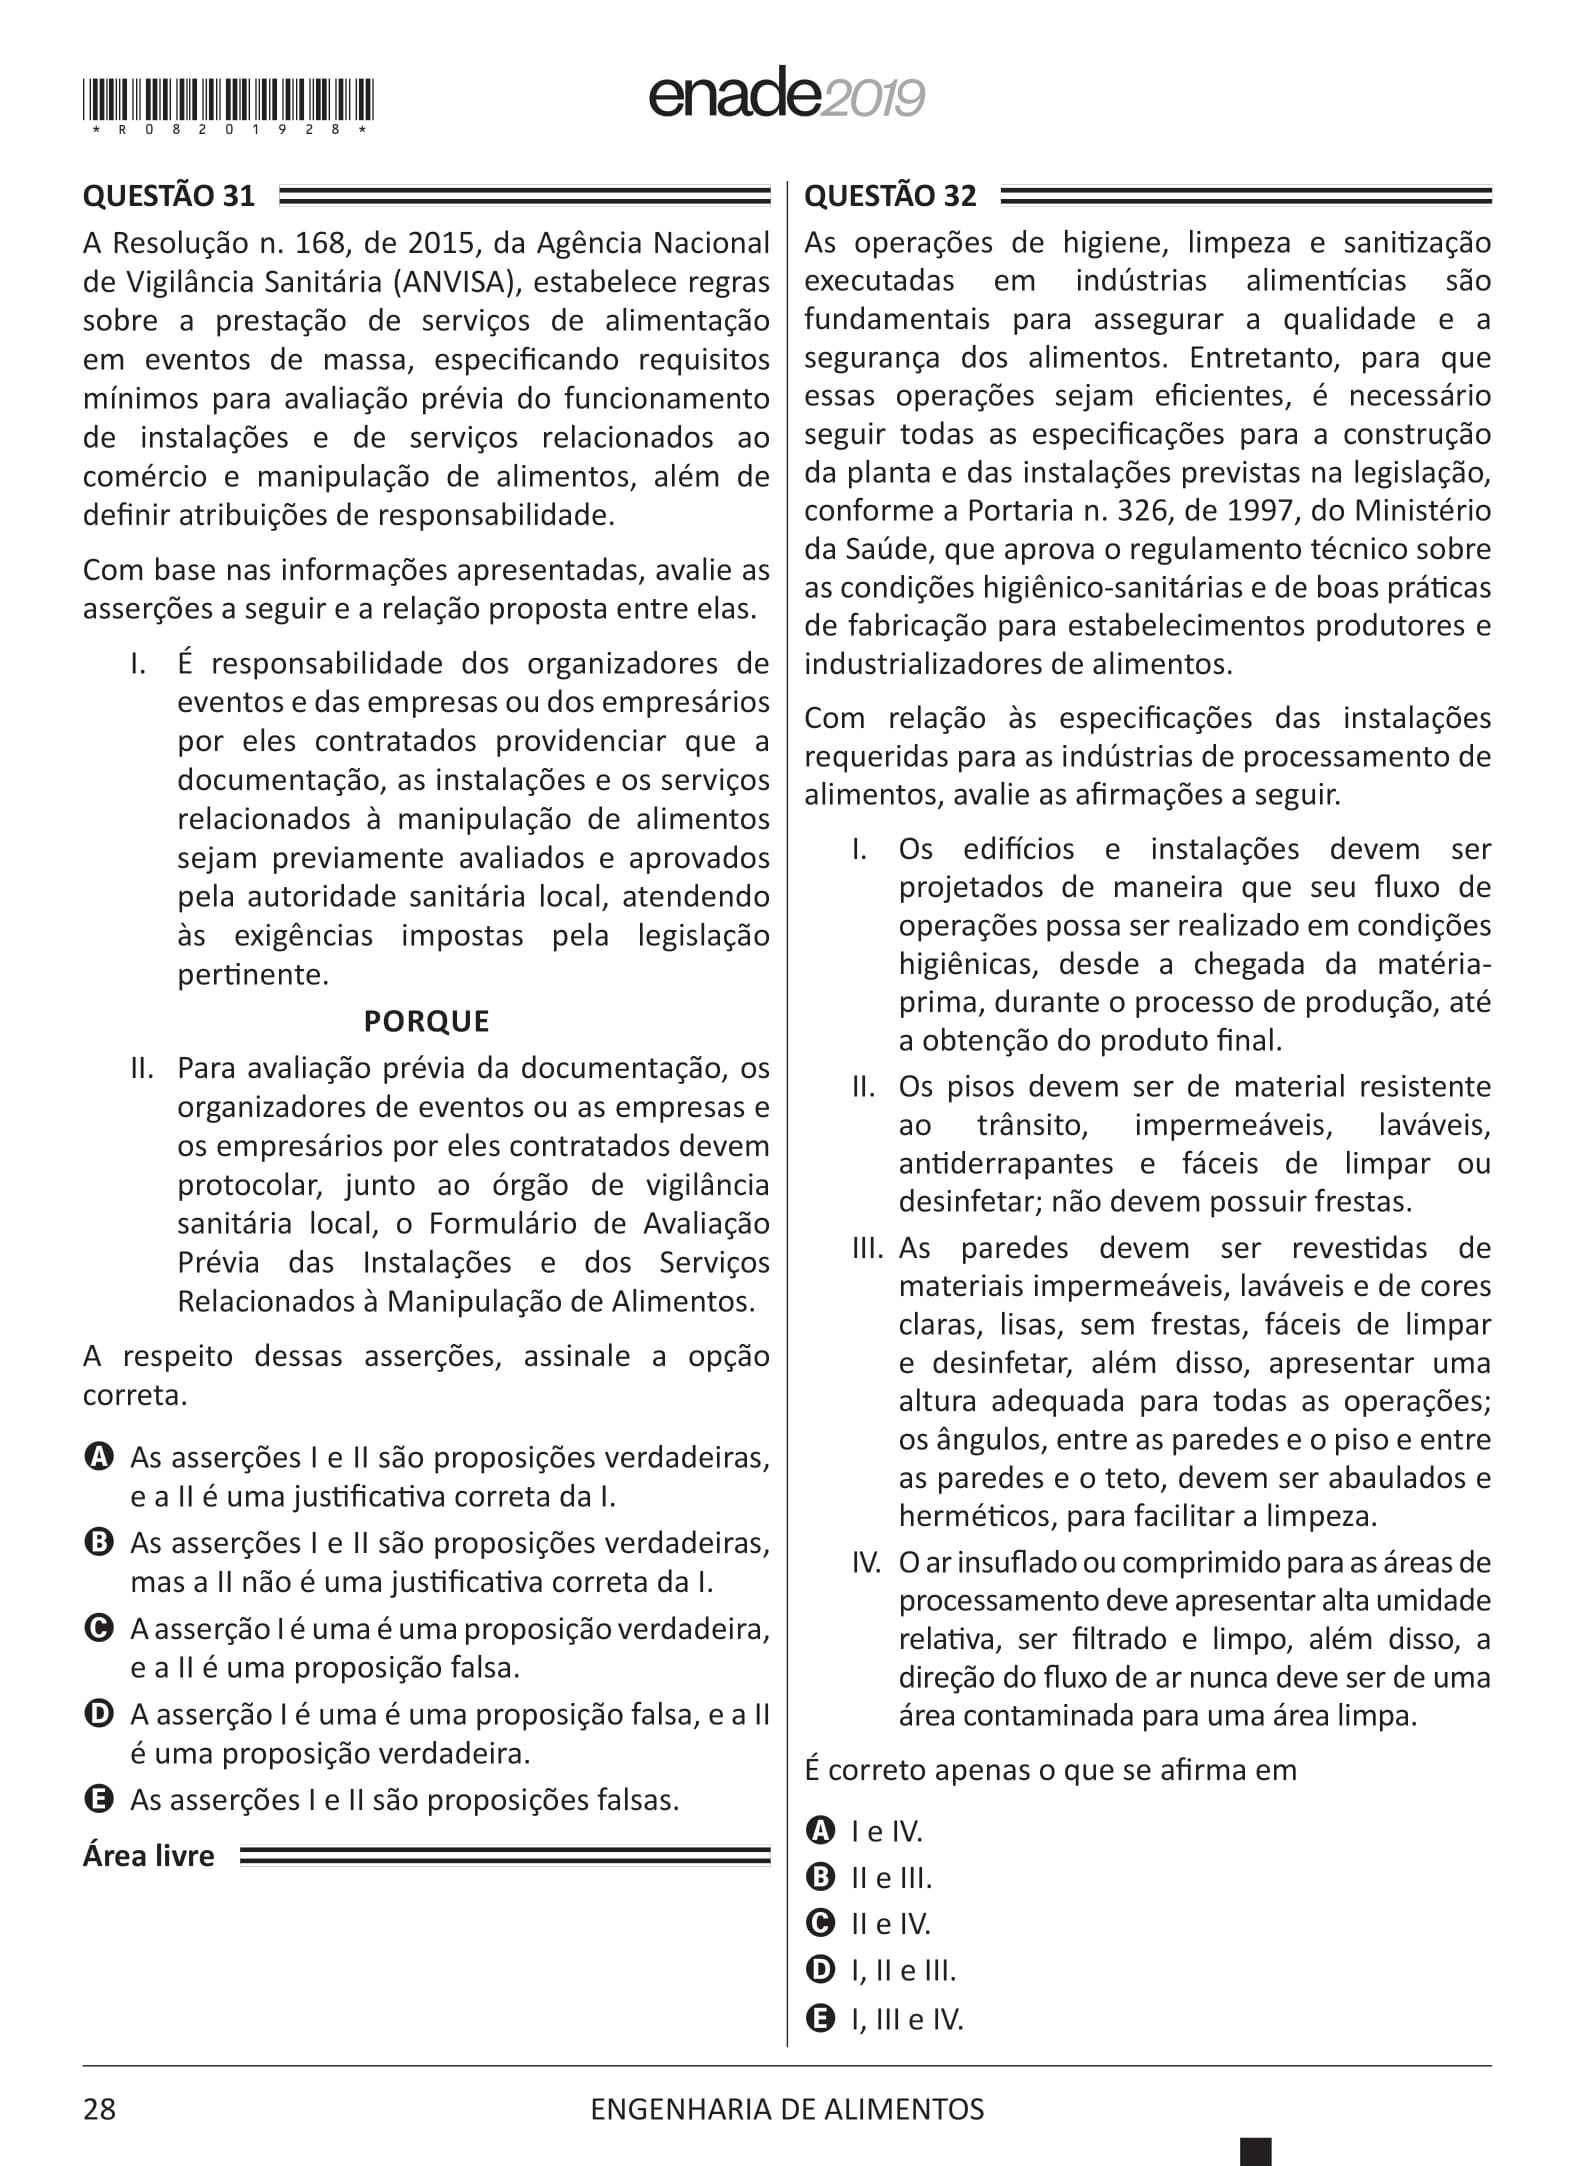 enade2019
*R08201928*
QUESTÃO 31
A Resolução n. 168, de 2015, da Agência Nacional
de Vigilância Sanitária (ANVISA), estabelece regras
sobre a prestação de serviços de alimentação
em eventos de massa, especificando requisitos
mínimos para avaliação prévia do funcionamento
de instalações e de serviços relacionados ao
comércio e manipulação de alimentos, além de
definir atribuições de responsabilidade.
Com base nas informações apresentadas, avalie as
asserções a seguir e a relação proposta entre elas.
I. É responsabilidade dos organizadores de
eventos e das empresas ou dos empresários
por eles contratados providenciar que a
documentação, as instalações e os serviços
relacionados à manipulação de alimentos
sejam previamente avaliados e aprovados
pela autoridade sanitária local, atendendo
às exigências impostas pela legislação
pertinente.
PORQUE
II. Para avaliação prévia da documentação, os
organizadores de eventos ou as empresas e
os empresários por eles contratados devem
protocolar, junto ao órgão de vigilância
sanitária local, o Formulário de Avaliação
Prévia das Instalações e dos Serviços
Relacionados à Manipulação de Alimentos.
A respeito dessas asserções, assinale a opção
correta.
A As asserções I e II são proposições verdadeiras,
e a II é uma justificativa correta da I.
B As asserções I e II são proposições verdadeiras,
mas a II não é uma justificativa correta da I.
C A asserção I é uma é uma proposição verdadeira,
e a II é uma proposição falsa.
D A asserção I é uma é uma proposição falsa, e a II
é uma proposição verdadeira.
E As asserções I e II são proposições falsas.
Área livre
QUESTÃO 32
As operações de higiene, limpeza e sanitização
executadas em indústrias alimentícias são
fundamentais para assegurar a qualidade e a
segurança dos alimentos. Entretanto, para que
essas operações sejam eficientes, é necessário
seguir todas as especificações para a construção
da planta e das instalações previstas na legislação,
conforme a Portaria n. 326, de 1997, do Ministério
da Saúde, que aprova o regulamento técnico sobre
as condições higiênico-sanitárias e de boas práticas
de fabricação para estabelecimentos produtores e
industrializadores de alimentos.
Com relação às especificações das instalações
requeridas para as indústrias de processamento de
alimentos, avalie as afirmações a seguir.
I. Os edifícios e instalações devem ser
projetados de maneira que seu fluxo de
operações possa ser realizado em condições
higiênicas, desde a chegada da matéria-
prima, durante o processo de produção, até
a obtenção do produto final.
II. Os pisos devem ser de material resistente
ao trânsito, impermeáveis, laváveis,
antiderrapantes e fáceis de limpar ou
desinfetar; não devem possuir frestas.
III. As paredes devem ser revestidas de
materiais impermeáveis, laváveis e de cores
claras, lisas, sem frestas, fáceis de limpar
e desinfetar, além disso, apresentar uma
altura adequada para todas as operações;
os ângulos, entre as paredes e o piso e entre
as paredes e o teto, devem ser abaulados e
herméticos, para facilitar a limpeza.
IV. O ar insuflado ou comprimido para as áreas de
processamento deve apresentar alta umidade
relativa, ser filtrado e limpo, além disso, a
direção do fluxo de ar nunca deve ser de uma
área contaminada para uma área limpa.
É correto apenas o que se afirma em
A I e IV.
B II e III.
C II e IV.
D I, II e III.
E I, III e IV.
28
ENGENHARIA DE ALIMENTOS